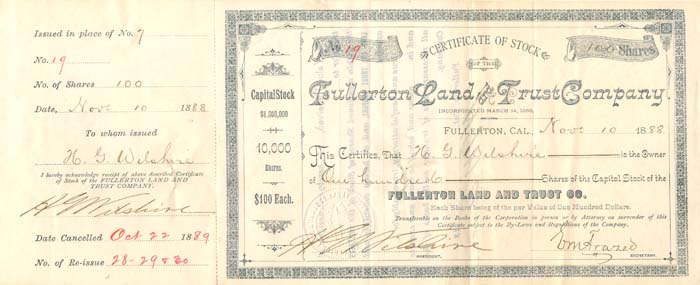 Issued in place of No. 7
No. 19
No. of Shares 100
Date, Nov. 10 1888
To whom issued
H. G. Wilshire
I hereby acknowledge receipt of above described Certificate
of Stock of the FULLERTON LAND AND
TRUST COMPANY.
H G Wilshire
Date Cancelled Oct 22 1889
No. of Re-issue 28-29 & 30
Capital Stock
$1,000,000
10,000
Shares.
$100 Each.
No. 19
CERTIFICATE OF STOCK
OF THE
100 Shares
Fullerton Land and Trust Company
INCORPORATED MARCH 14, 1888.
FULLERTON, CAL., Nov. 10 1888
This Certifies, That H. G. Wilshire is the Owner
of One hundred Shares of the Capital Stock of the
FULLERTON LAND AND TRUST CO.
Each Share being of the par Value of One Hundred Dollars.
Transferable on the Books of the Corporation in person or by Attorney on surrender of this
Certificate subject to the By-Laws and Regulations of the Company.
H G Wilshire
PRESIDENT.
SECRETARY.